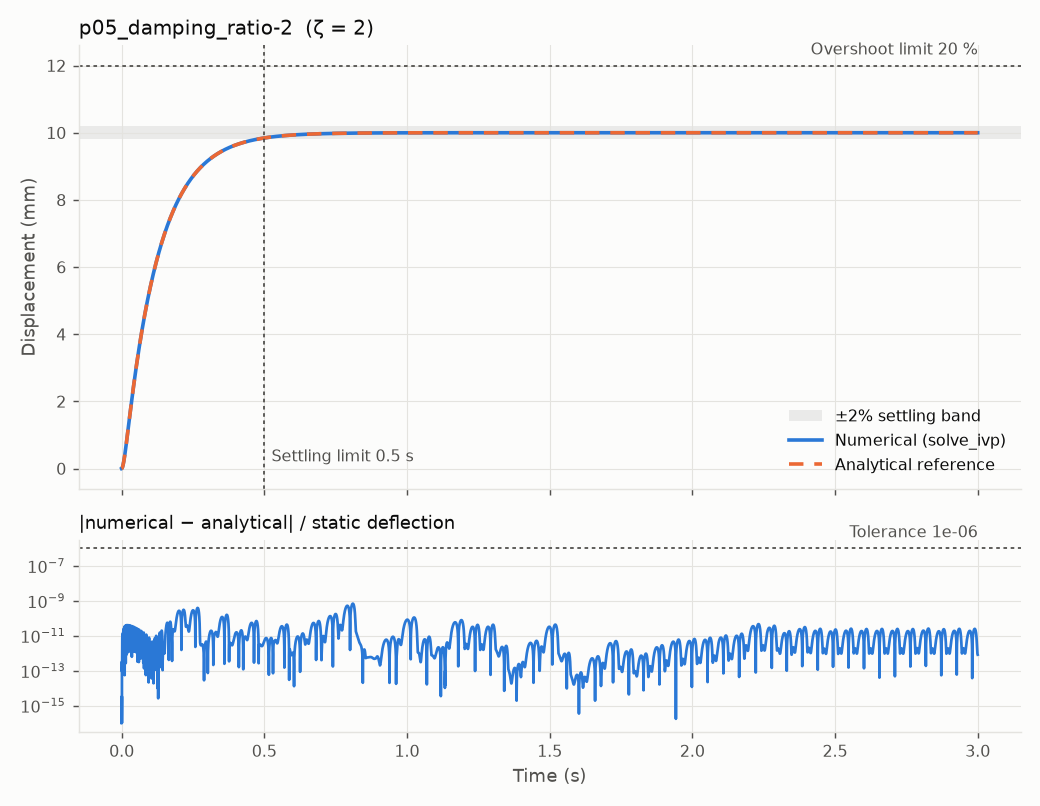 p05_damping_ratio-2 (ζ = 2)
Overshoot limit 20 %
12
10
8
6
4
2
0
Displacement (mm)
Settling limit 0.5 s
±2% settling band
Numerical (solve_ivp)
Analytical reference
|numerical − analytical| / static deflection
Tolerance 1e-06
10⁻⁷
10⁻⁹
10⁻¹¹
10⁻¹³
10⁻¹⁵
0.0 0.5 1.0 1.5 2.0 2.5 3.0
Time (s)